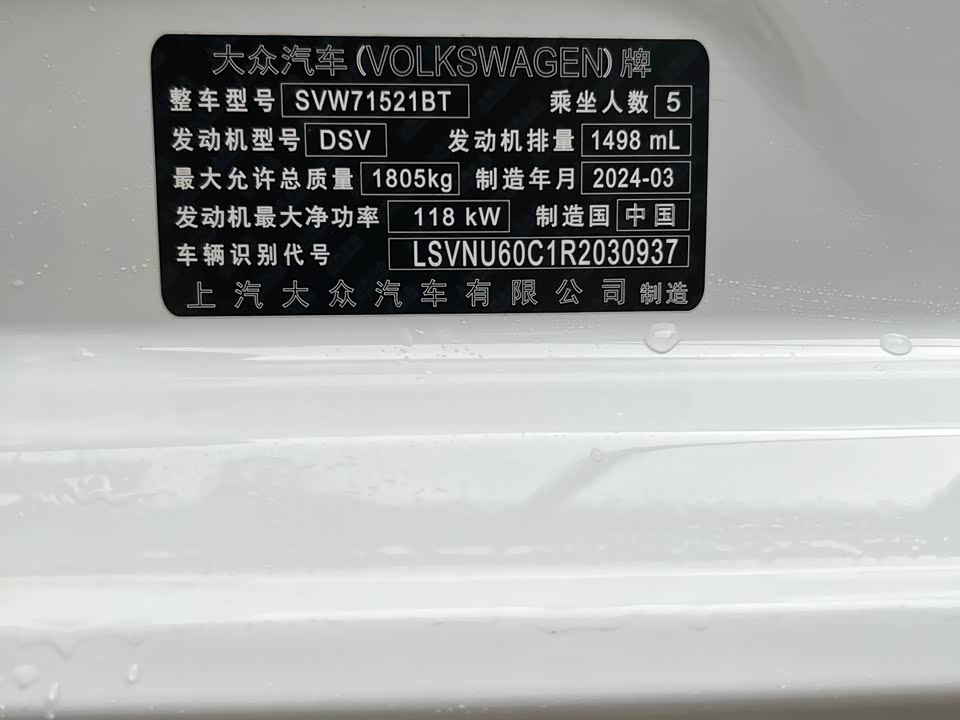 大众汽车(VOLKSWAGEN)牌
整车型号 SVW71521BT 乘坐人数 5
发动机型号 DSV 发动机排量 1498 mL
最大允许总质量 1805kg 制造年月 2024-03
发动机最大净功率 118 kW 制造国 中国
车辆识别代号 LSVNU60C1R2030937
上汽大众汽车有限公司 制造